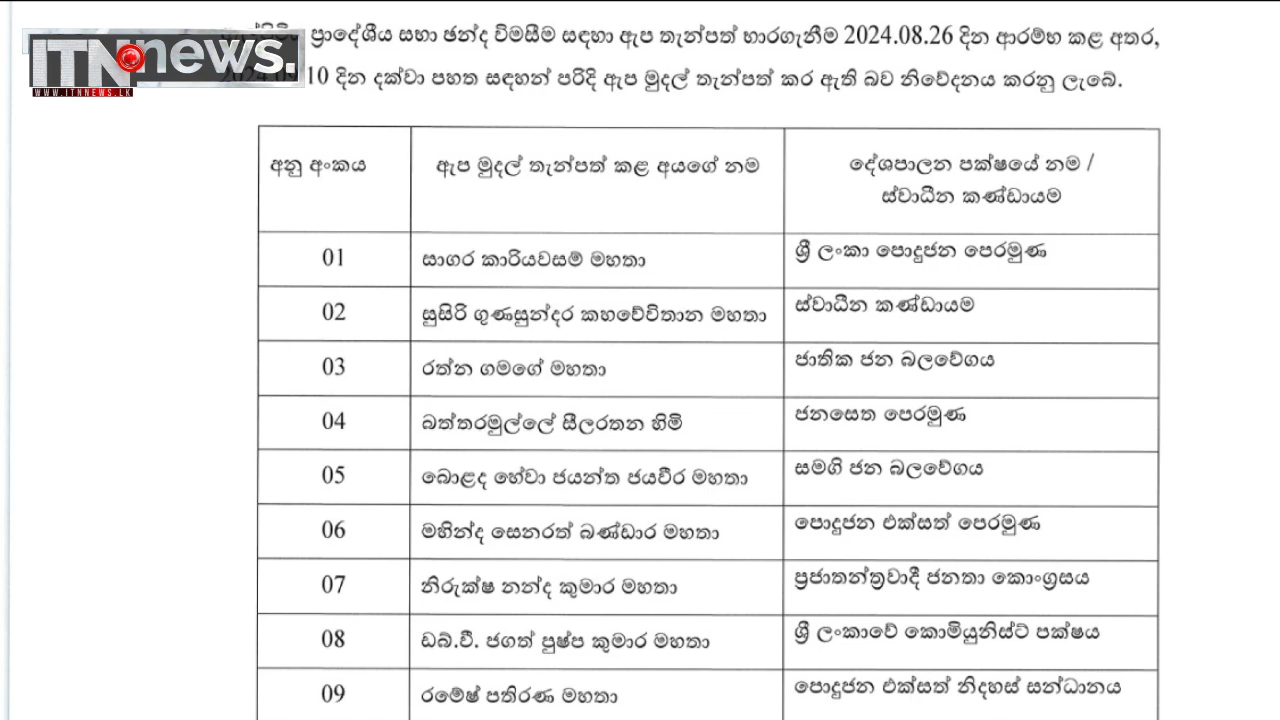 ප්‍රාදේශීය සභා ඡන්ද විමසීම සඳහා ඇප තැන්පත් භාරගැනීම 2024.08.26 දින ආරම්භ කළ අතර,
ITN news.
10 දින දක්වා පහත සඳහන් පරිදි ඇප මුදල් තැන්පත් කර ඇති බව නිවේදනය කරනු ලැබේ.
WWW.ITNNEWS.LK
අනු අංකය ඇප මුදල් තැන්පත් කළ අයගේ නම දේශපාලන පක්ෂයේ නම /
ස්වාධීන කණ්ඩායම
01 සාගර කාරියවසම් මහතා ශ්‍රී ලංකා පොදුජන පෙරමුණ
02 සුසිරි ගුණසුන්දර කහවේවිතාන මහතා ස්වාධීන කණ්ඩායම
03 රත්න ගමගේ මහතා ජාතික ජන බලවේගය
04 බත්තරමුල්ලේ සීලරතන හිමි ජනසෙත පෙරමුණ
05 බොළද හේවා ජයන්ත ජයවීර මහතා සමගි ජන බලවේගය
06 මහින්ද සෙනරත් බණ්ඩාර මහතා පොදුජන එක්සත් පෙරමුණ
07 නිරුක්ෂ නන්ද කුමාර මහතා ප්‍රජාතන්ත්‍රවාදී ජනතා කොංග්‍රසය
08 ඩබ්.වී. ජගත් පුෂ්ප කුමාර මහතා ශ්‍රී ලංකාවේ කොමියුනිස්ට් පක්ෂය
09 රමේෂ් පතිරණ මහතා පොදුජන එක්සත් නිදහස් සන්ධානය